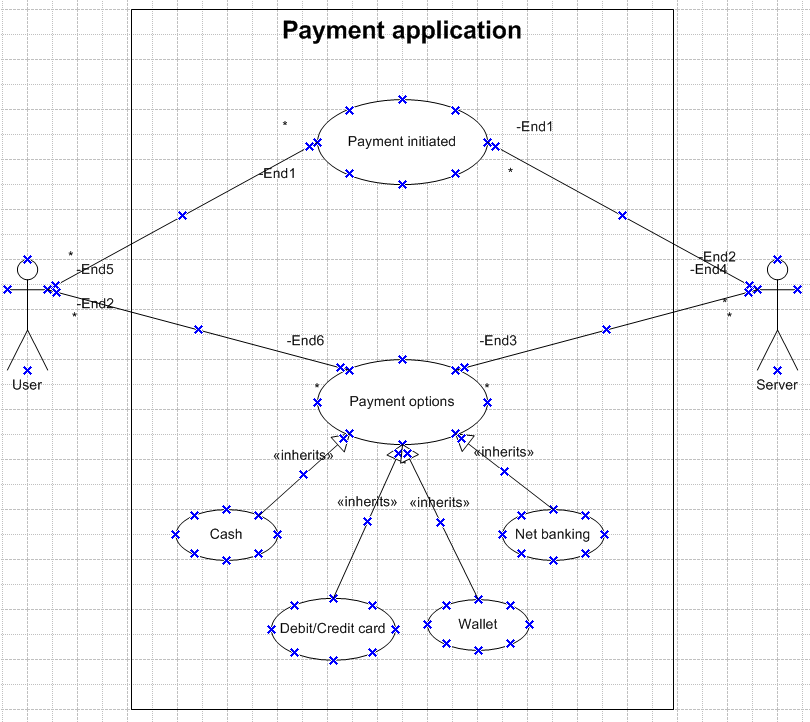 Payment application
*
-End1
Payment initiated
-End1
*
*
-End5
-End2
-End4
-End2
*
*
*
User
Server
-End6
-End3
*
*
Payment options
«inherits»
«inherits»
«inherits»
«inherits»
Cash
Net banking
Debit/Credit card
Wallet